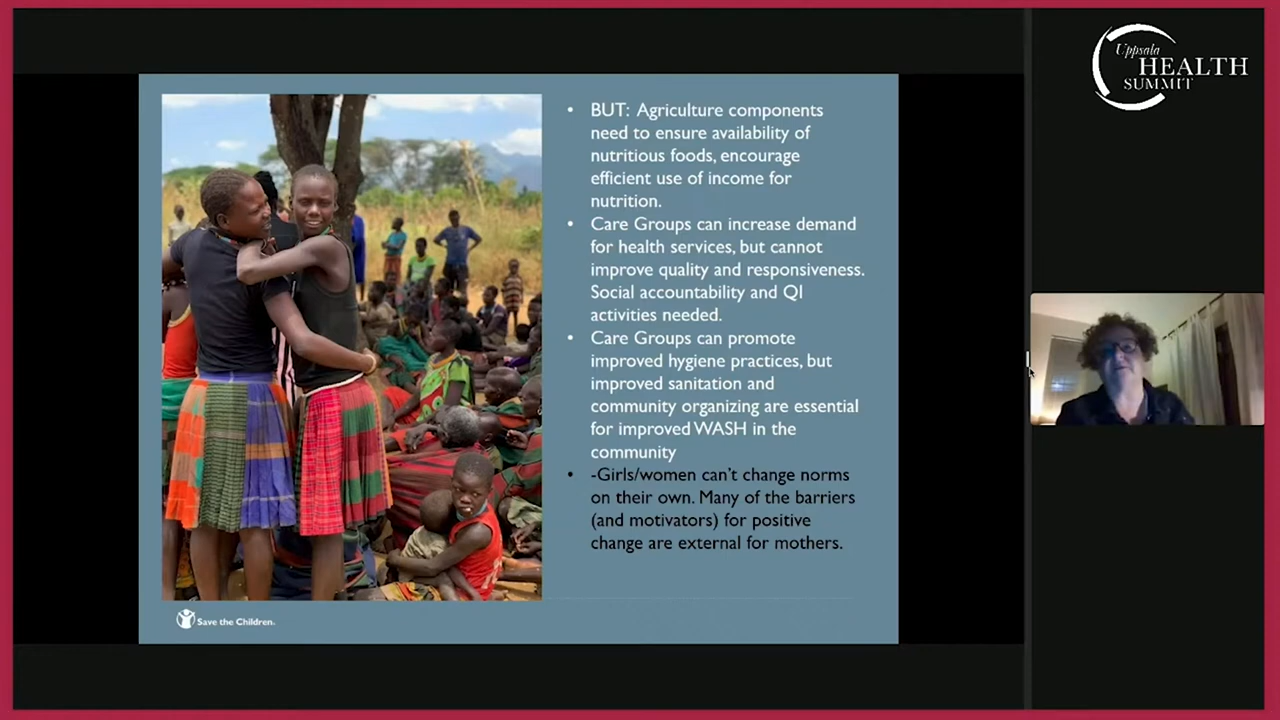 Uppsala
HEALTH
SUMMIT
• BUT: Agriculture components
need to ensure availability of
nutritious foods, encourage
efficient use of income for
nutrition.
• Care Groups can increase demand
for health services, but cannot
improve quality and responsiveness.
Social accountability and QI
activities needed.
• Care Groups can promote
improved hygiene practices, but
improved sanitation and
community organizing are essential
for improved WASH in the
community
• -Girls/women can't change norms
on their own. Many of the barriers
(and motivators) for positive
change are external for mothers.
Save the Children.